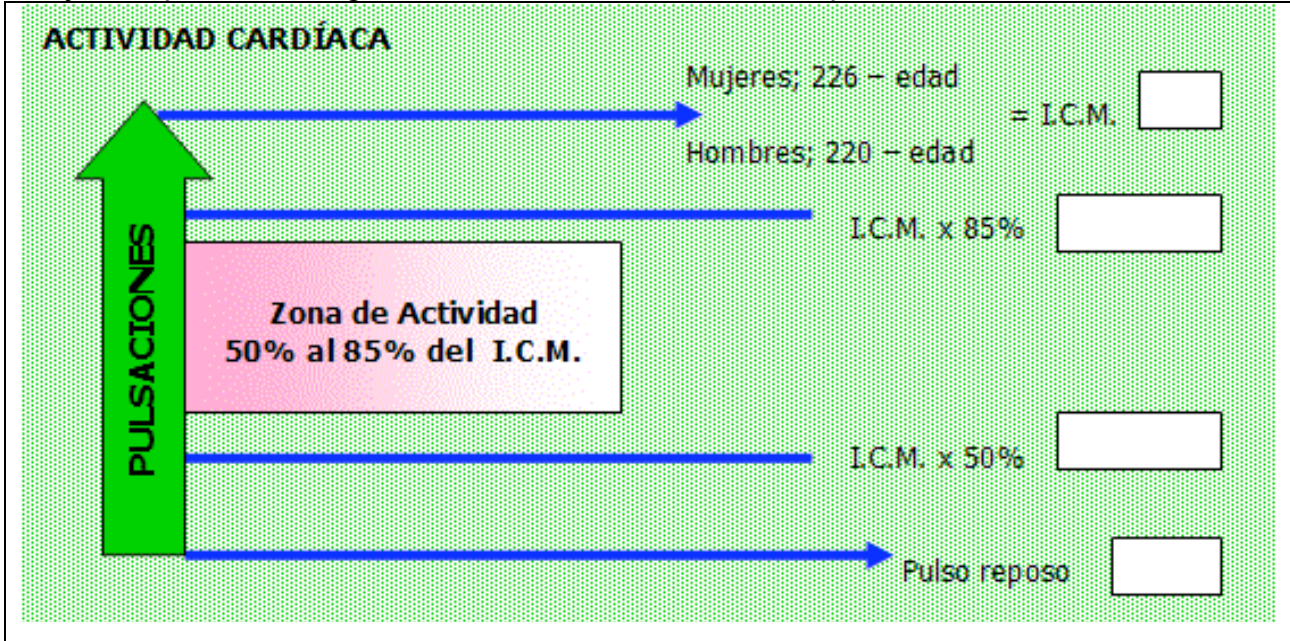 ACTIVIDAD CARDÍACA
Mujeres; 226 – edad
= I.C.M.
Hombres; 220 – edad
I.C.M. x 85%
PULSACIONES
Zona de Actividad
50% al 85% del I.C.M.
I.C.M. x 50%
Pulso reposo